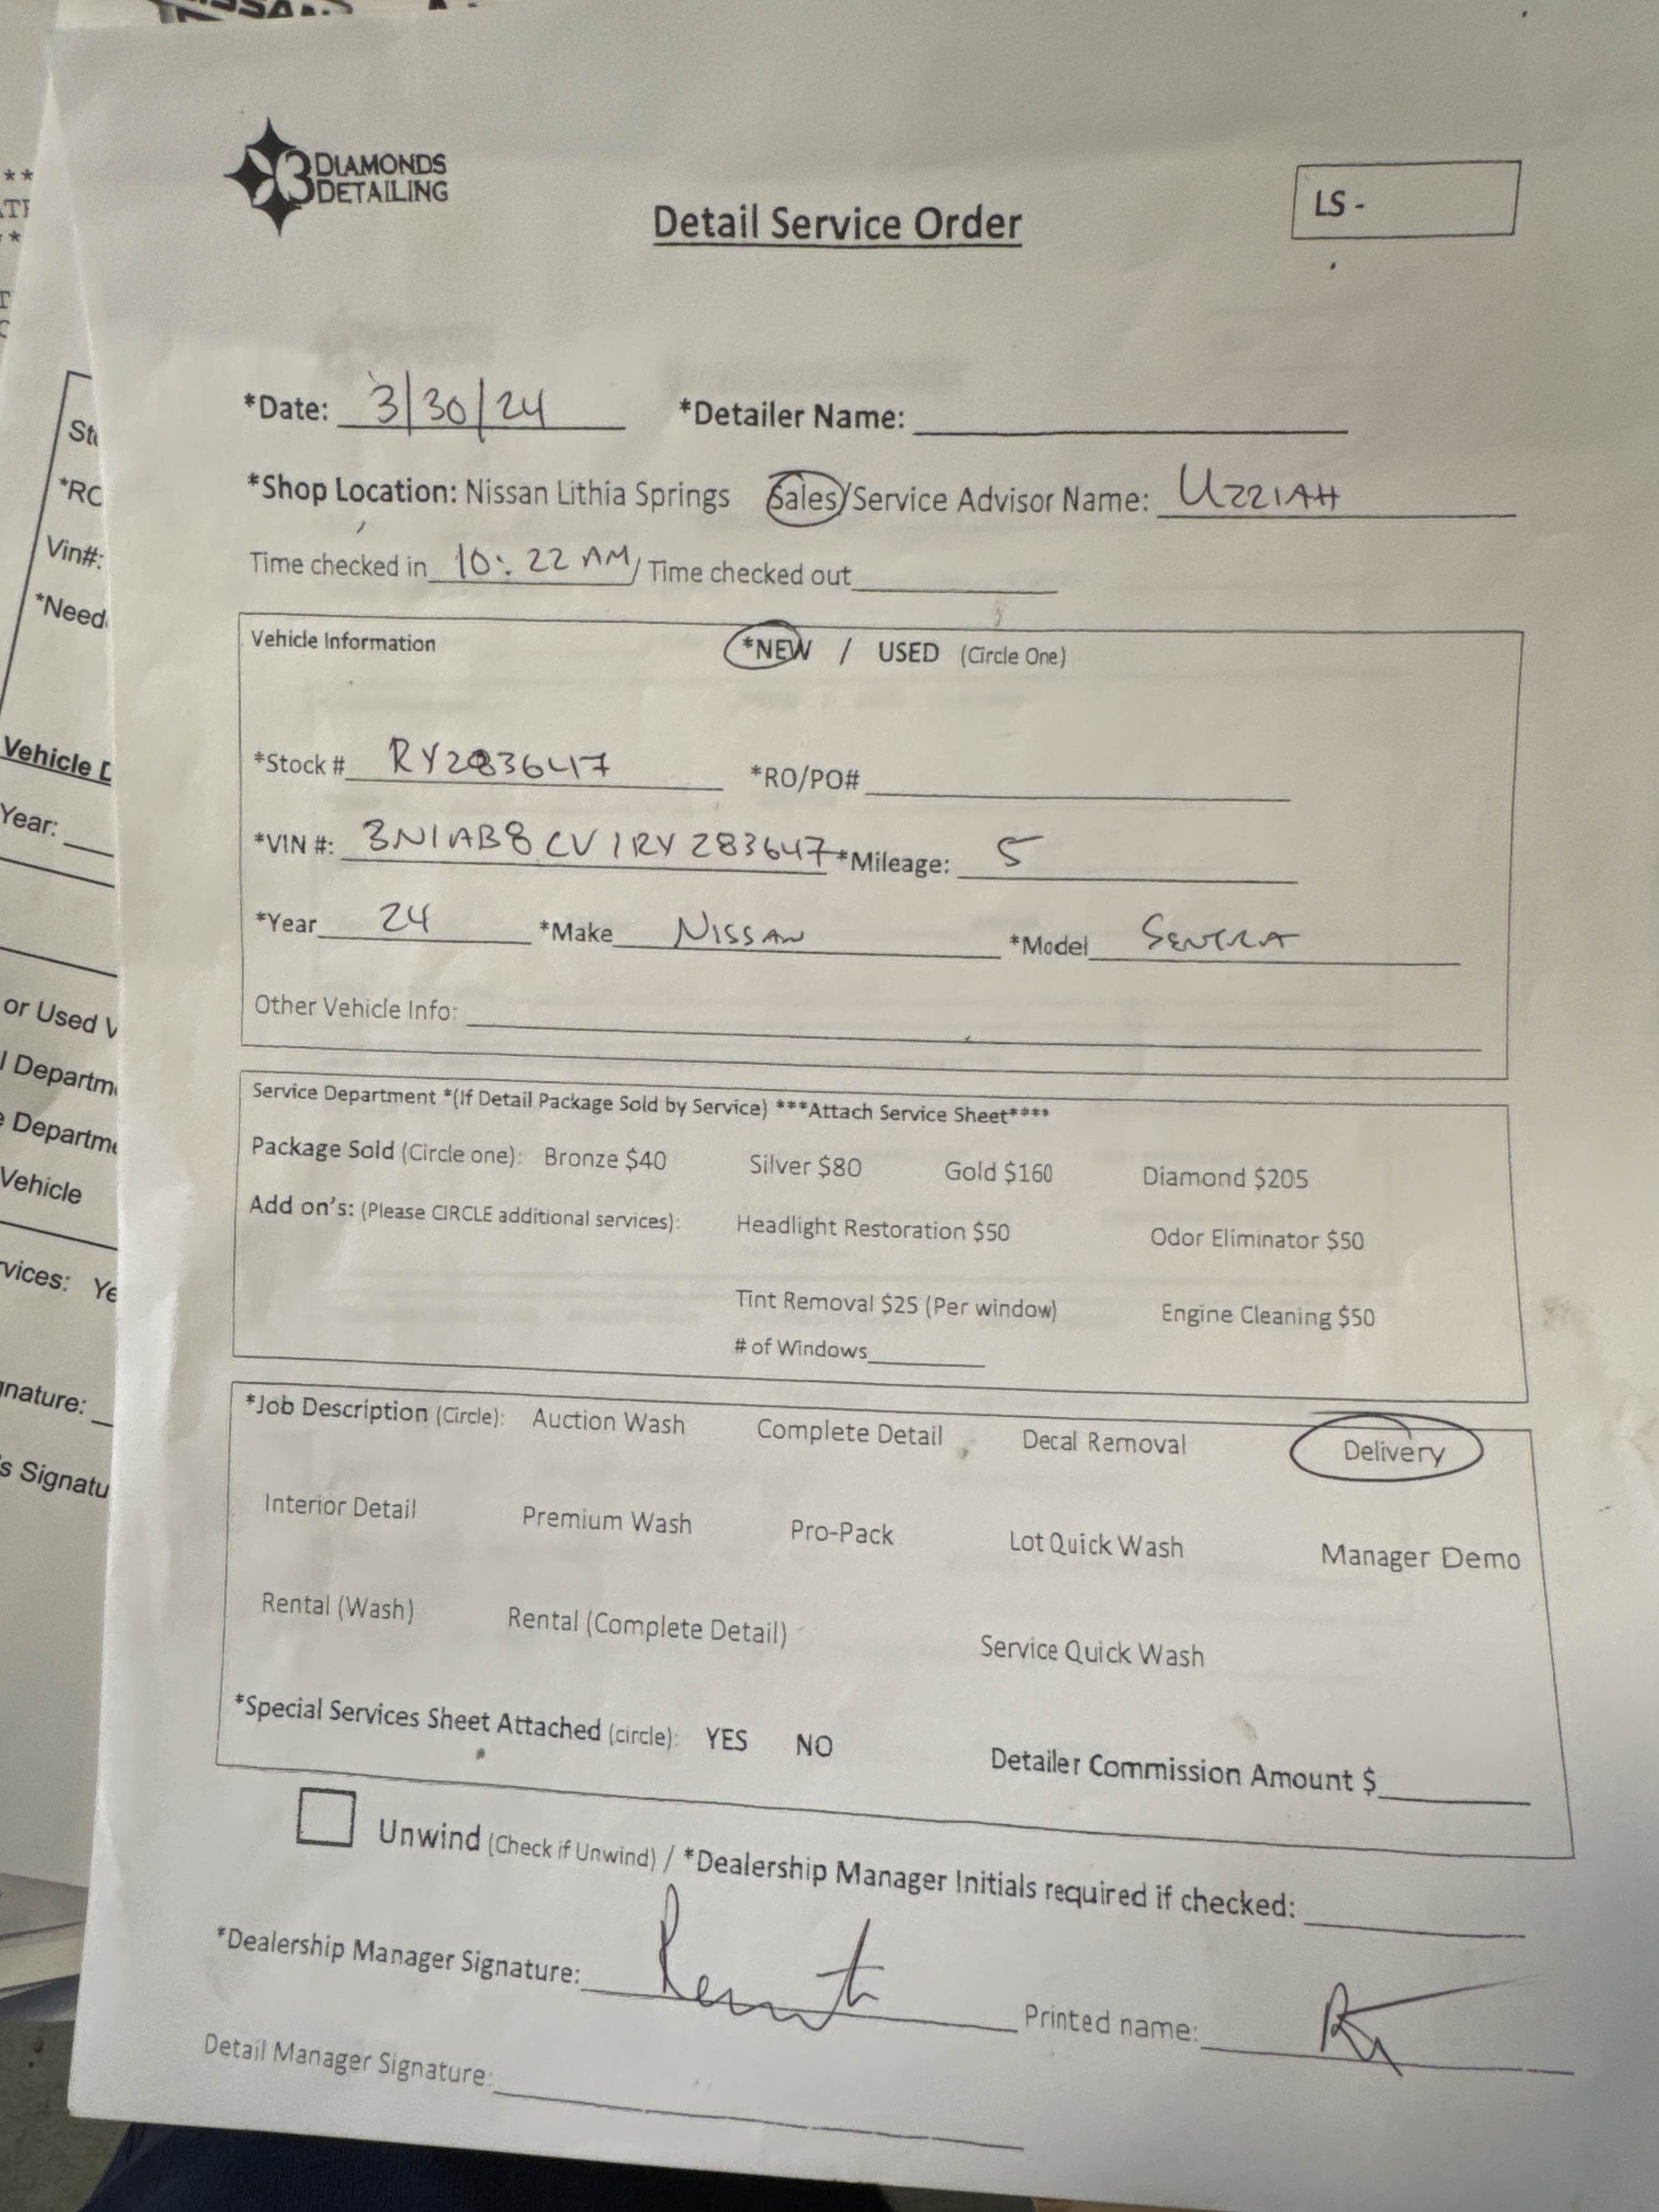 3 DIAMONDS
DETAILING
Detail Service Order
LS -
*Date: 3/30/24 *Detailer Name:
*Shop Location: Nissan Lithia Springs Sales/Service Advisor Name: UZZIAH
Time checked in 10:22 AM / Time checked out
Vehicle Information *NEW / USED (Circle One)
*Stock # RY283647 *RO/PO#
*VIN #: 3N1AB8CV1RY283647 *Mileage: 5
*Year 24 *Make NISSAN *Model SENTRA
Other Vehicle Info:
Service Department *(If Detail Package Sold by Service) ***Attach Service Sheet****
Package Sold (Circle one): Bronze $40 Silver $80 Gold $160 Diamond $205
Add on's: (Please CIRCLE additional services): Headlight Restoration $50 Odor Eliminator $50
Tint Removal $25 (Per window) Engine Cleaning $50
# of Windows
*Job Description (Circle): Auction Wash Complete Detail Decal Removal Delivery
Interior Detail Premium Wash Pro-Pack Lot Quick Wash Manager Demo
Rental (Wash) Rental (Complete Detail) Service Quick Wash
*Special Services Sheet Attached (circle): YES NO Detailer Commission Amount $
Unwind (Check if Unwind) / *Dealership Manager Initials required if checked:
*Dealership Manager Signature: Printed name:
Detail Manager Signature:
*RC
Vin#:
*Need
Vehicle
Year:
or Used V
Vehicle